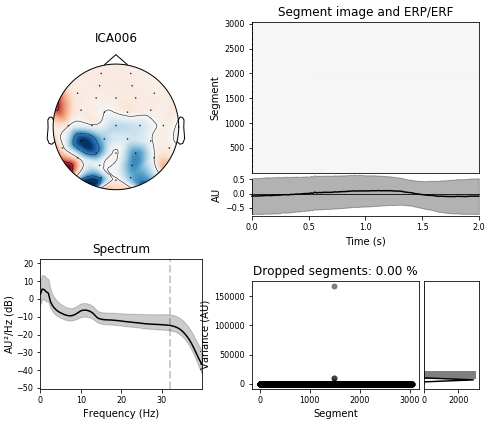 ICA006
Segment image and ERP/ERF
Segment
3000
2500
2000
1500
1000
500
AU
0.5
0.0
−0.5
0.0 0.5 1.0 1.5 2.0
Time (s)
Spectrum
AU²/Hz (dB)
20
10
0
−10
−20
−30
−40
−50
0 10 20 30
Frequency (Hz)
Dropped segments: 0.00 %
Variance (AU)
150000
100000
50000
0
0 1000 2000 3000
Segment
0 2000